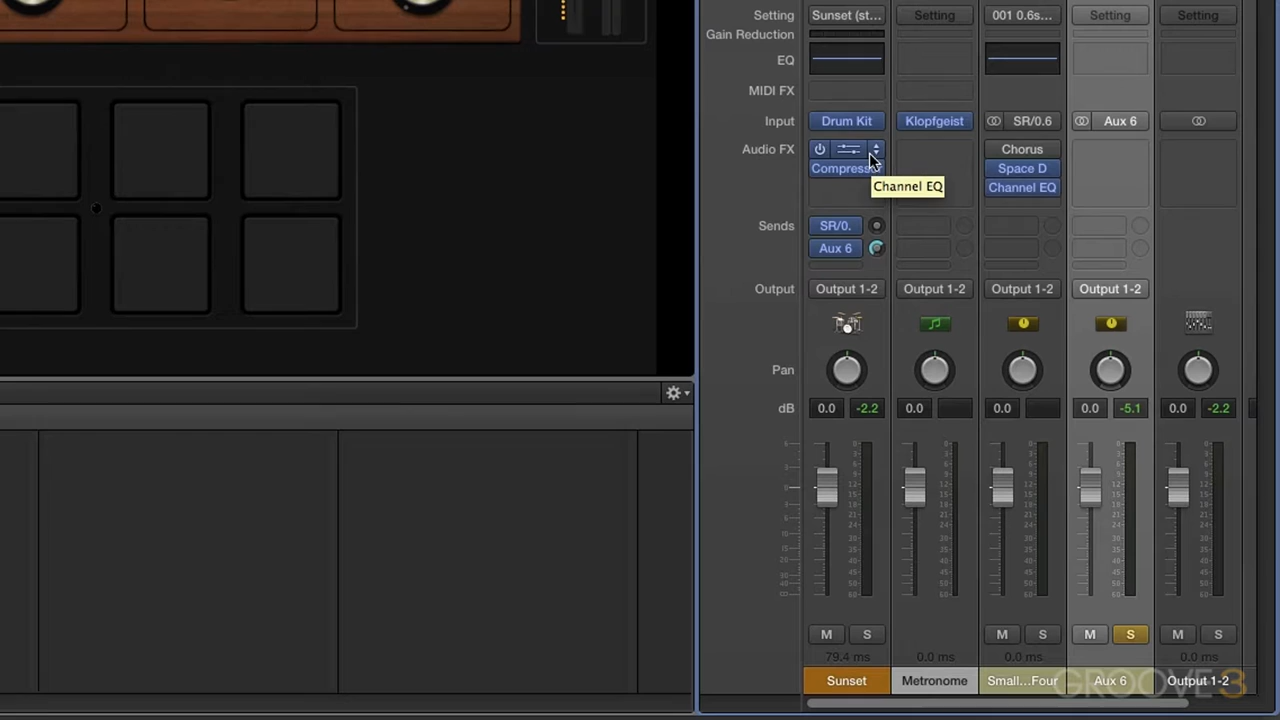 Setting Sunset (st... Setting 001 0.6s... Setting Setting
Gain Reduction
EQ
MIDI FX
Input Drum Kit Klopfgeist SR/0.6 Aux 6
Audio FX Chorus
Compress Space D
Channel EQ Channel EQ
Sends SR/0.
Aux 6
Output Output 1-2 Output 1-2 Output 1-2 Output 1-2
Pan
dB 0.0 -2.2 0.0 0.0 0.0 -5.1 0.0 -2.2
M S M S M S M S
79.4 ms 0.0 ms 0.0 ms 0.0 ms
Sunset Metronome Small...Four Aux 6 Output 1-2
GROOVE3